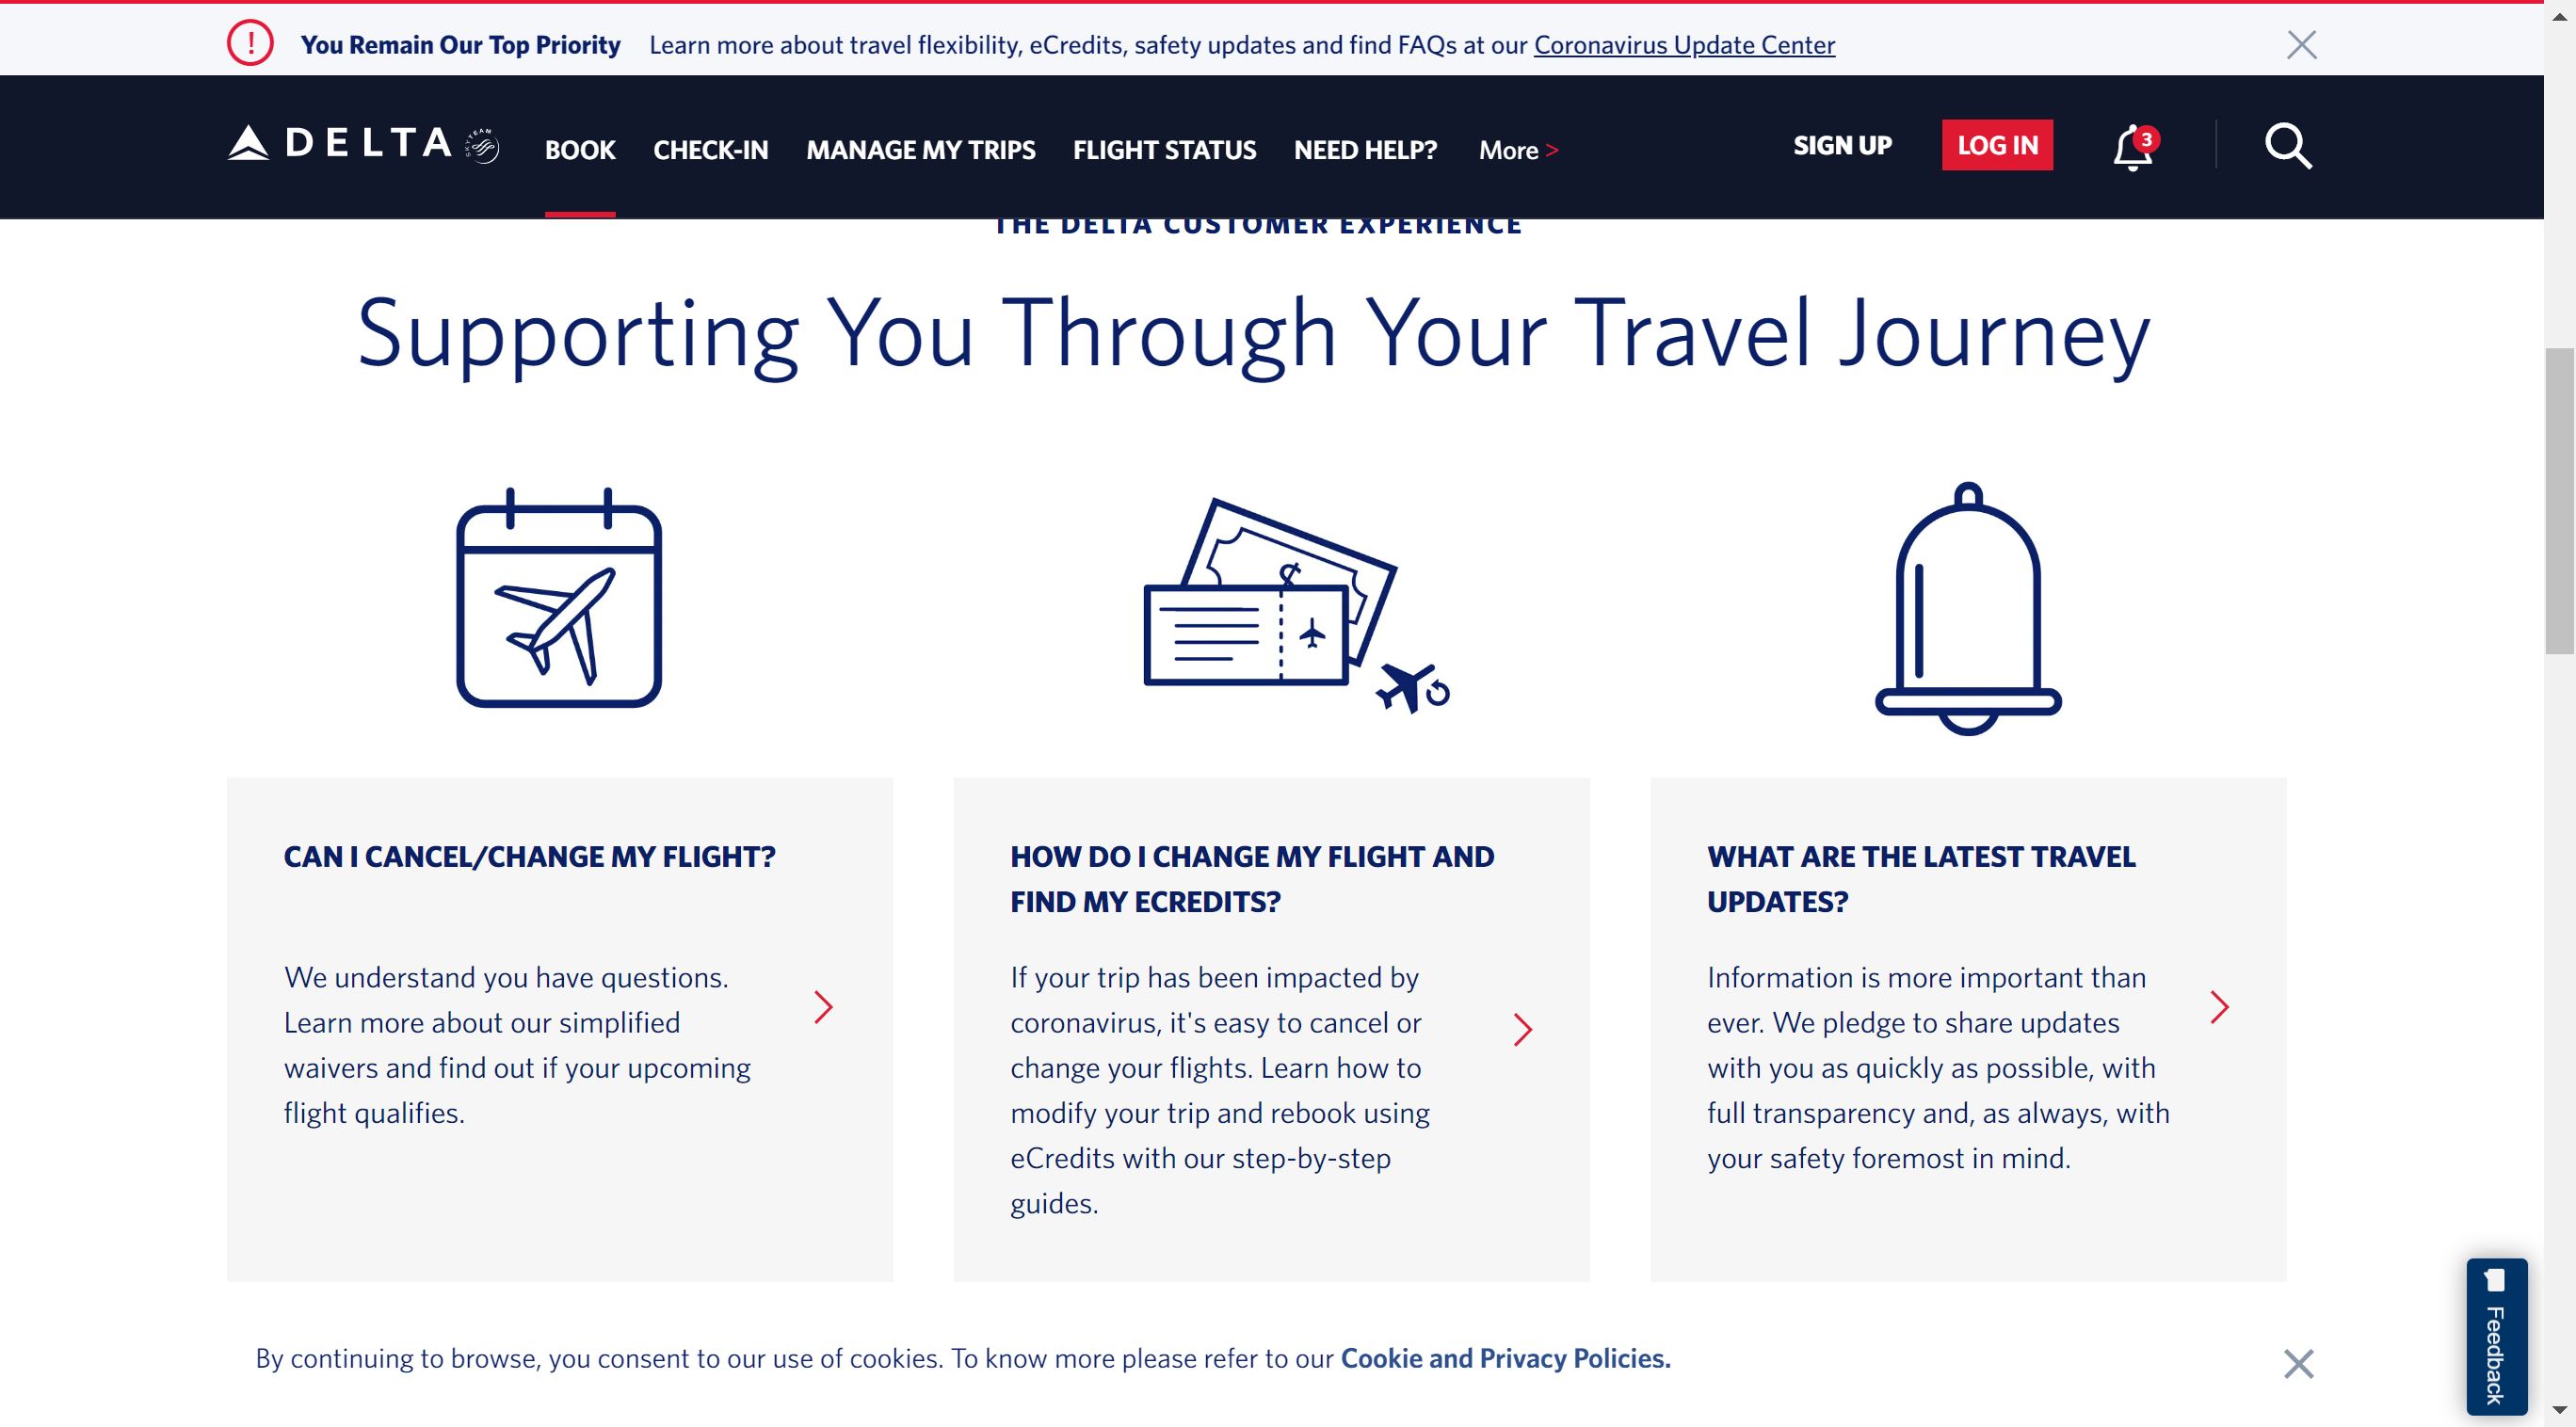 You Remain Our Top Priority Learn more about travel flexibility, eCredits, safety updates and find FAQs at our Coronavirus Update Center
DELTA SKYTEAM BOOK CHECK-IN MANAGE MY TRIPS FLIGHT STATUS NEED HELP? More > SIGN UP LOG IN 3
THE DELTA CUSTOMER EXPERIENCE
Supporting You Through Your Travel Journey
CAN I CANCEL/CHANGE MY FLIGHT?
We understand you have questions.
Learn more about our simplified
waivers and find out if your upcoming
flight qualifies.
HOW DO I CHANGE MY FLIGHT AND
FIND MY ECREDITS?
If your trip has been impacted by
coronavirus, it's easy to cancel or
change your flights. Learn how to
modify your trip and rebook using
eCredits with our step-by-step
guides.
WHAT ARE THE LATEST TRAVEL
UPDATES?
Information is more important than
ever. We pledge to share updates
with you as quickly as possible, with
full transparency and, as always, with
your safety foremost in mind.
Feedback
By continuing to browse, you consent to our use of cookies. To know more please refer to our Cookie and Privacy Policies.